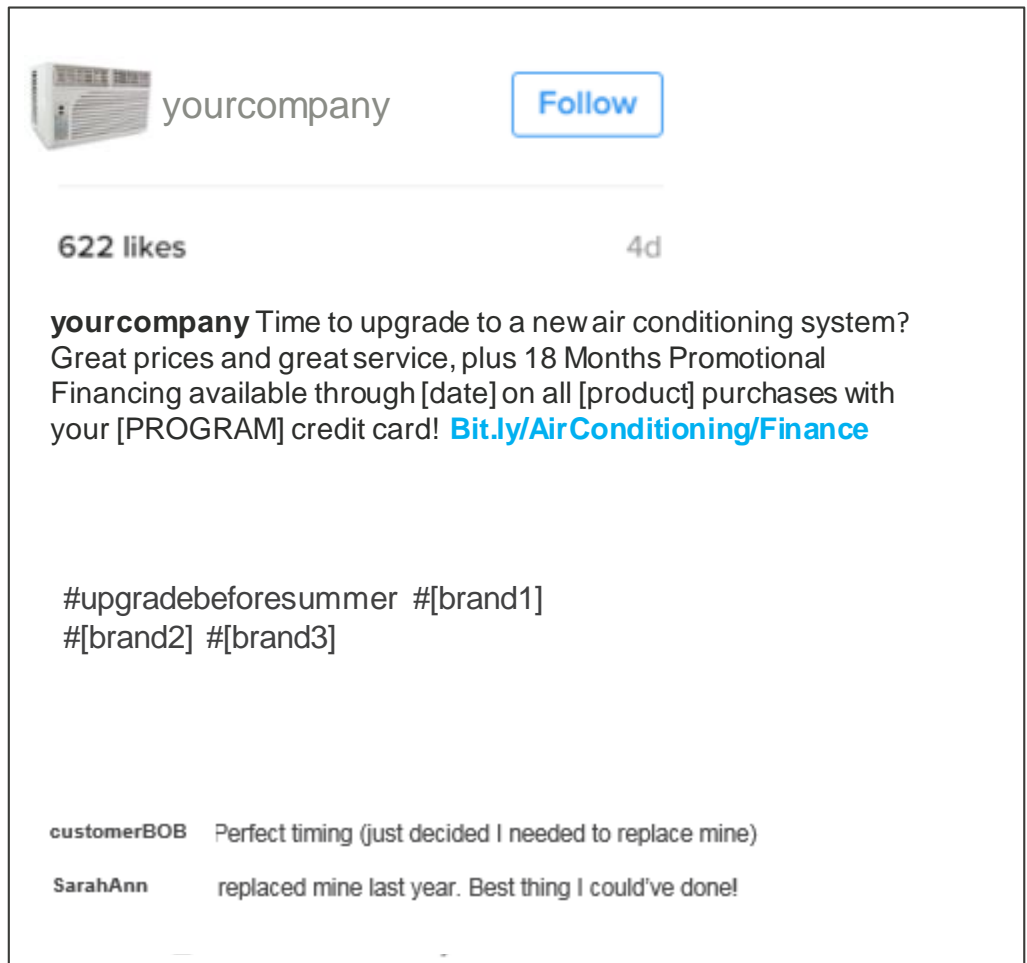 yourcompany Follow
622 likes 4d
yourcompany Time to upgrade to a new air conditioning system?
Great prices and great service, plus 18 Months Promotional
Financing available through [date] on all [product] purchases with
your [PROGRAM] credit card! Bit.ly/AirConditioning/Finance
#upgradebeforesummer #[brand1]
#[brand2] #[brand3]
customerBOB Perfect timing (just decided I needed to replace mine)
SarahAnn replaced mine last year. Best thing I could've done!